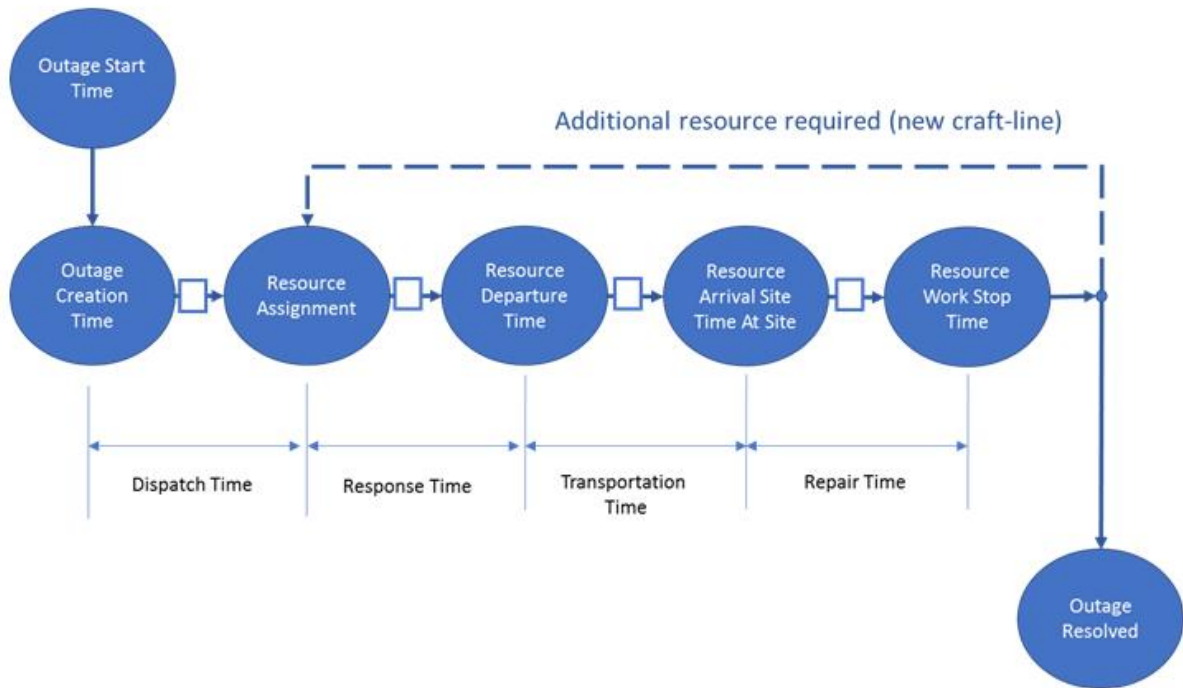 Outage Start
Time
Additional resource required (new craft-line)
Outage
Creation
Time
Resource
Assignment
Resource
Departure
Time
Resource
Arrival Site
Time At Site
Resource
Work Stop
Time
Dispatch Time
Response Time
Transportation
Time
Repair Time
Outage
Resolved